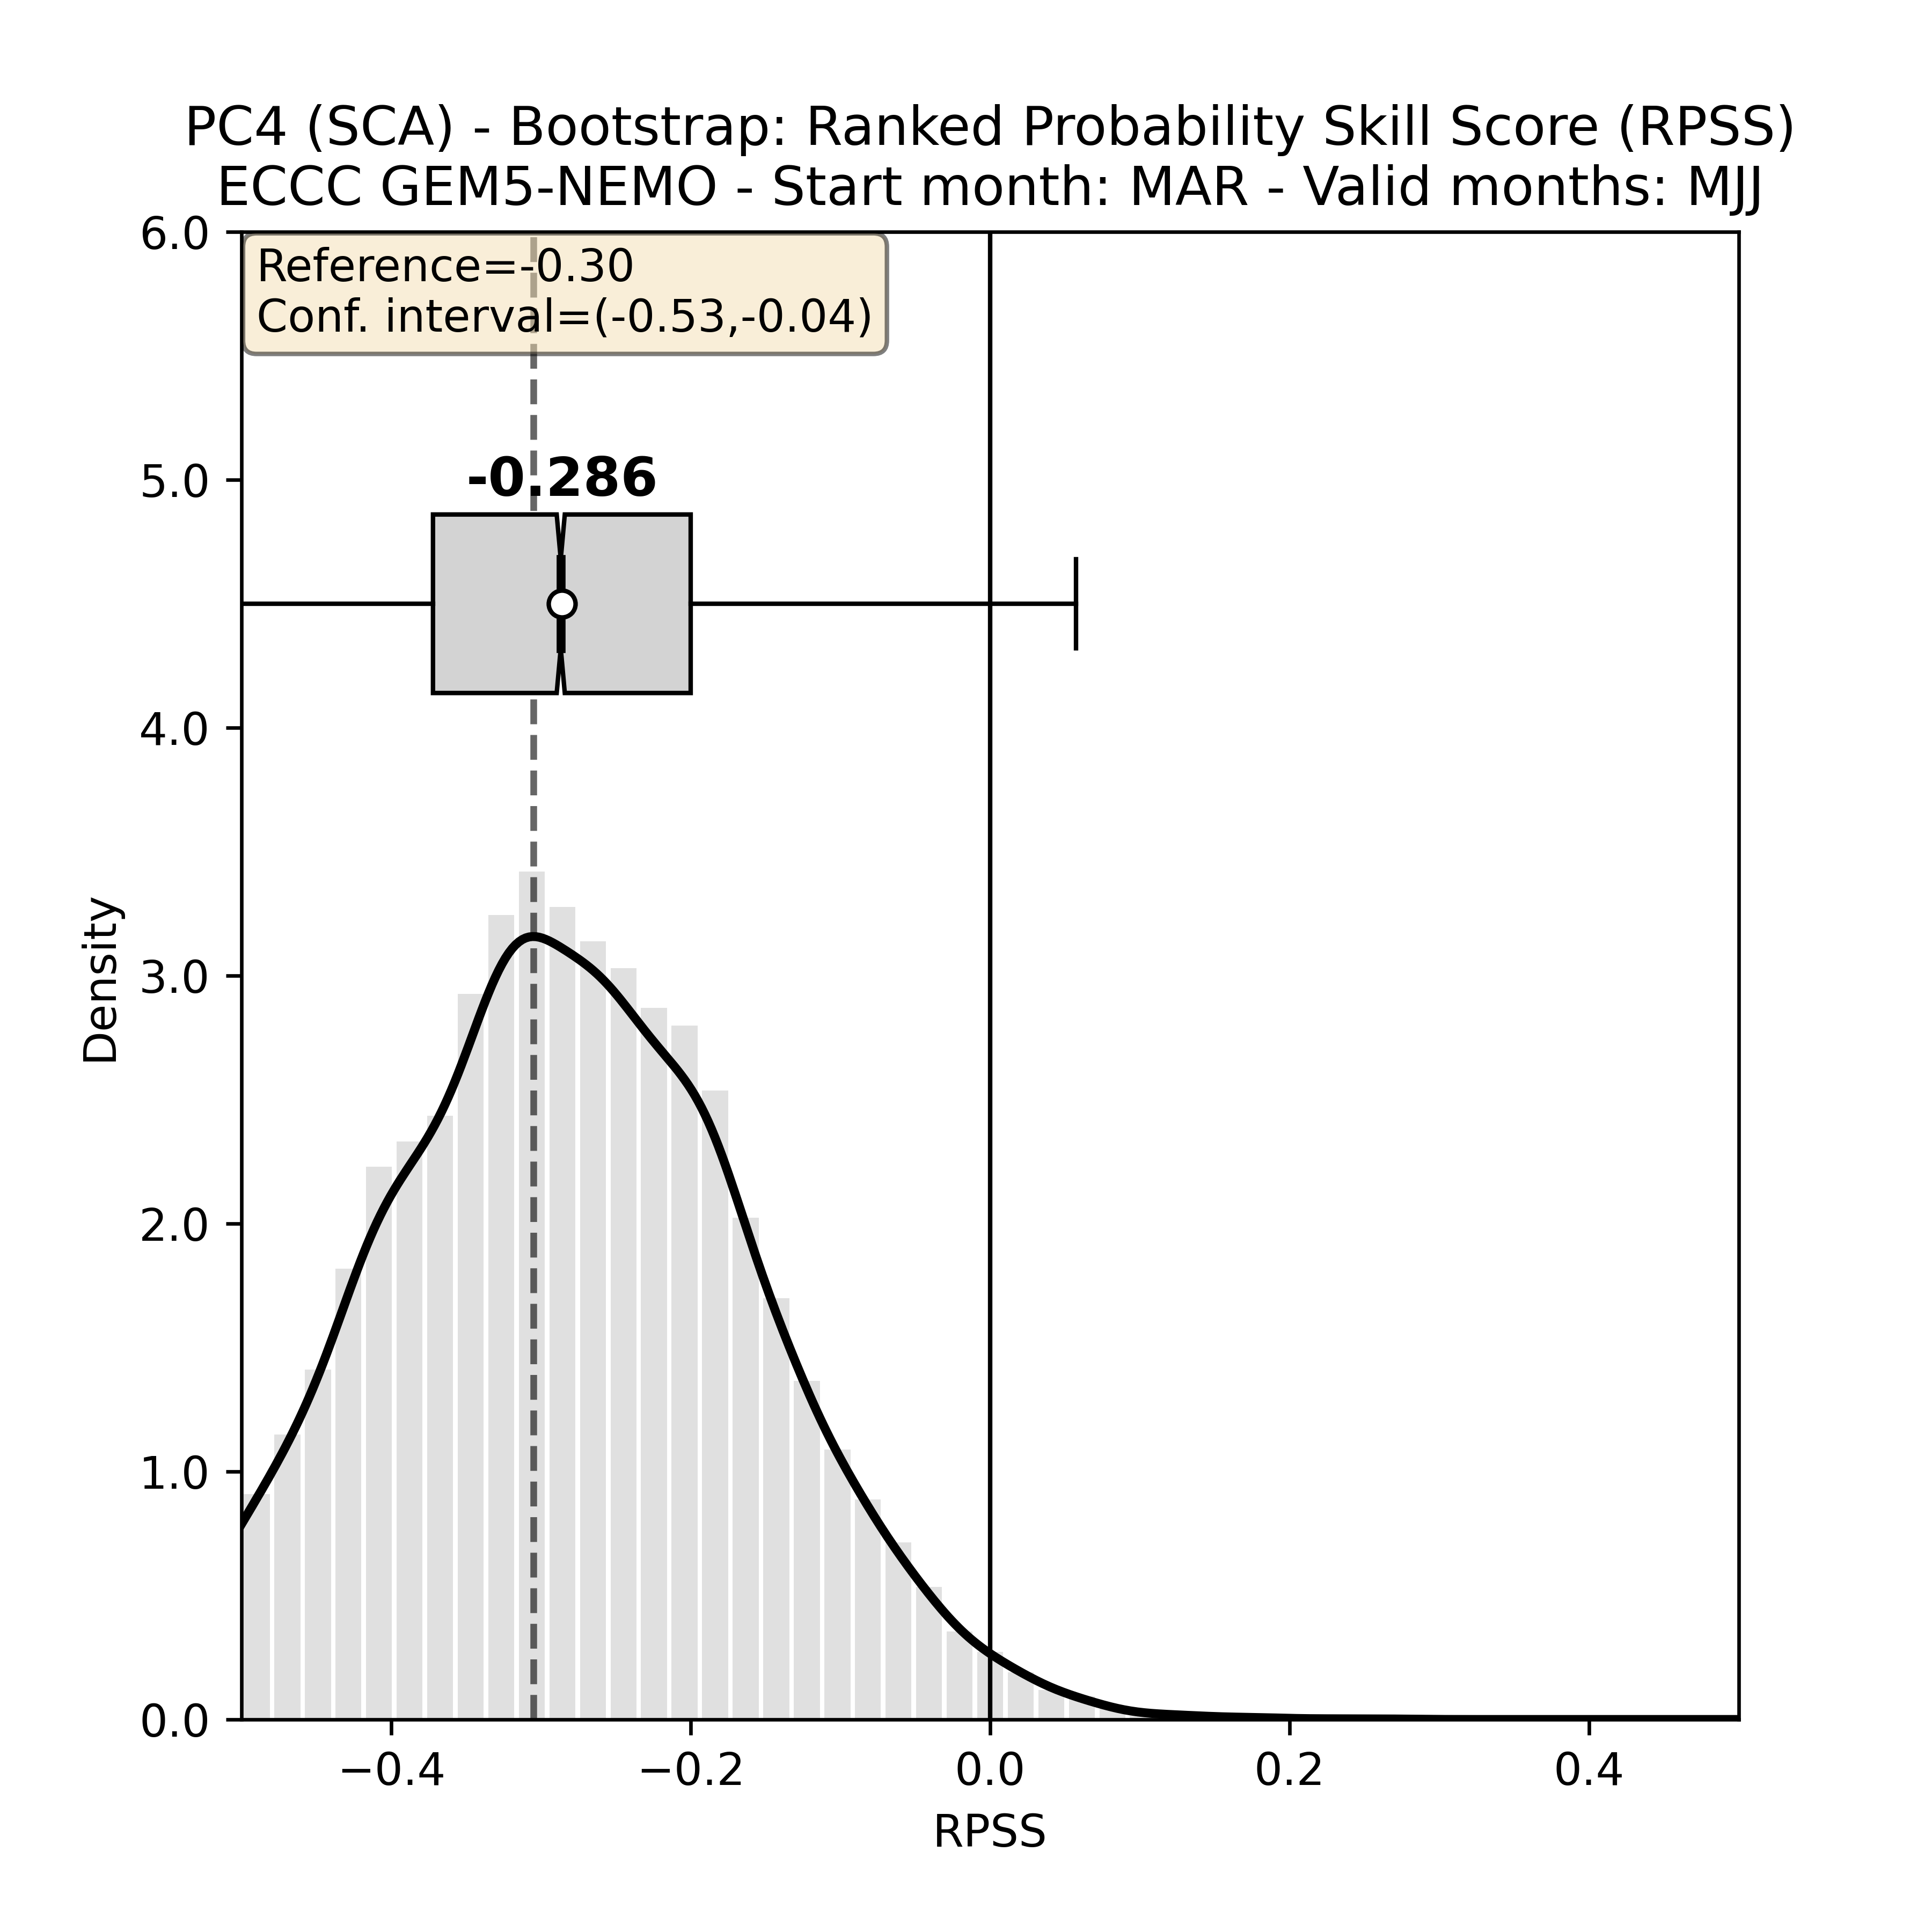 PC4 (SCA) - Bootstrap: Ranked Probability Skill Score (RPSS)
ECCC GEM5-NEMO - Start month: MAR - Valid months: MJJ
6.0
Reference=-0.30
Conf. interval=(-0.53,-0.04)
5.0
-0.286
4.0
Density
3.0
2.0
1.0
0.0
−0.4 −0.2 0.0 0.2 0.4
RPSS